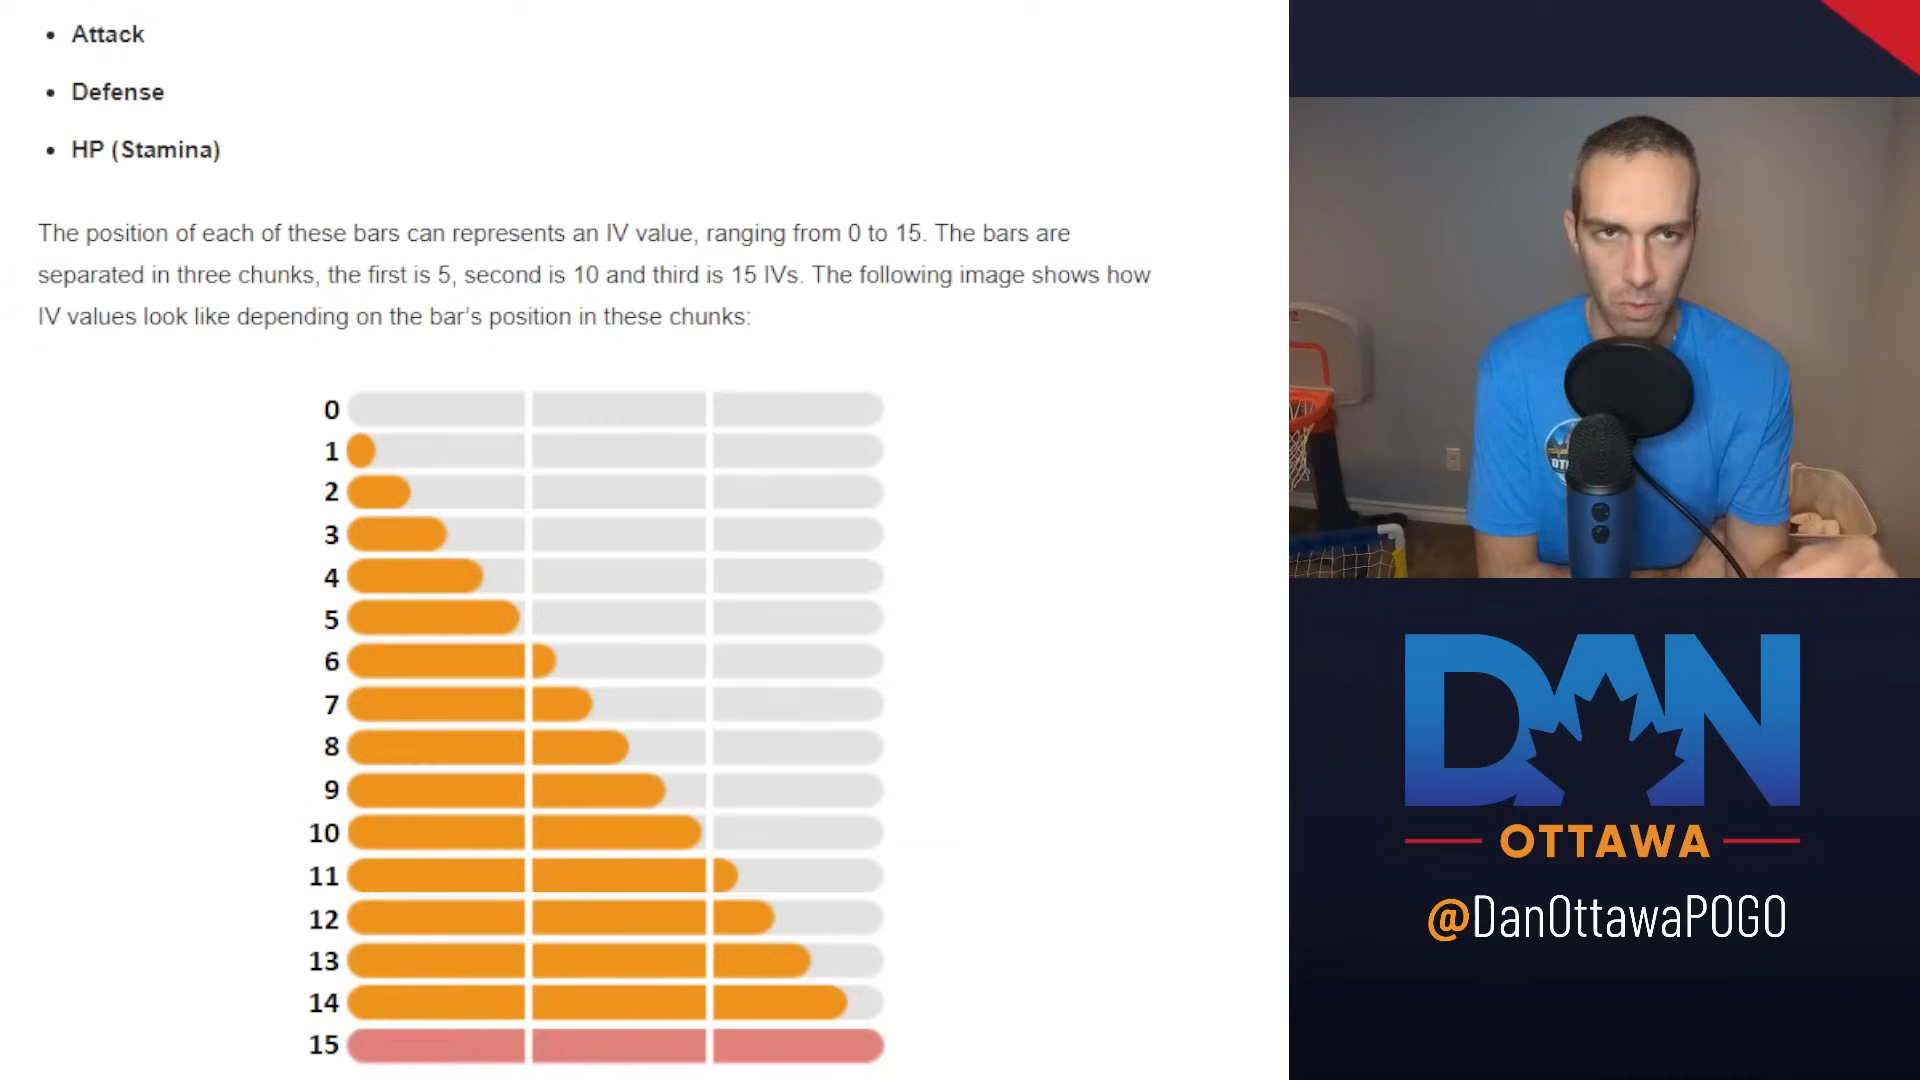 Attack
Defense
HP (Stamina)
The position of each of these bars can represents an IV value, ranging from 0 to 15. The bars are
separated in three chunks, the first is 5, second is 10 and third is 15 IVs. The following image shows how
IV values look like depending on the bar's position in these chunks:
0
1
2
3
4
5
6
7
8
9
10
11
12
13
14
15
DAN
OTTAWA
@DanOttawaPOGO